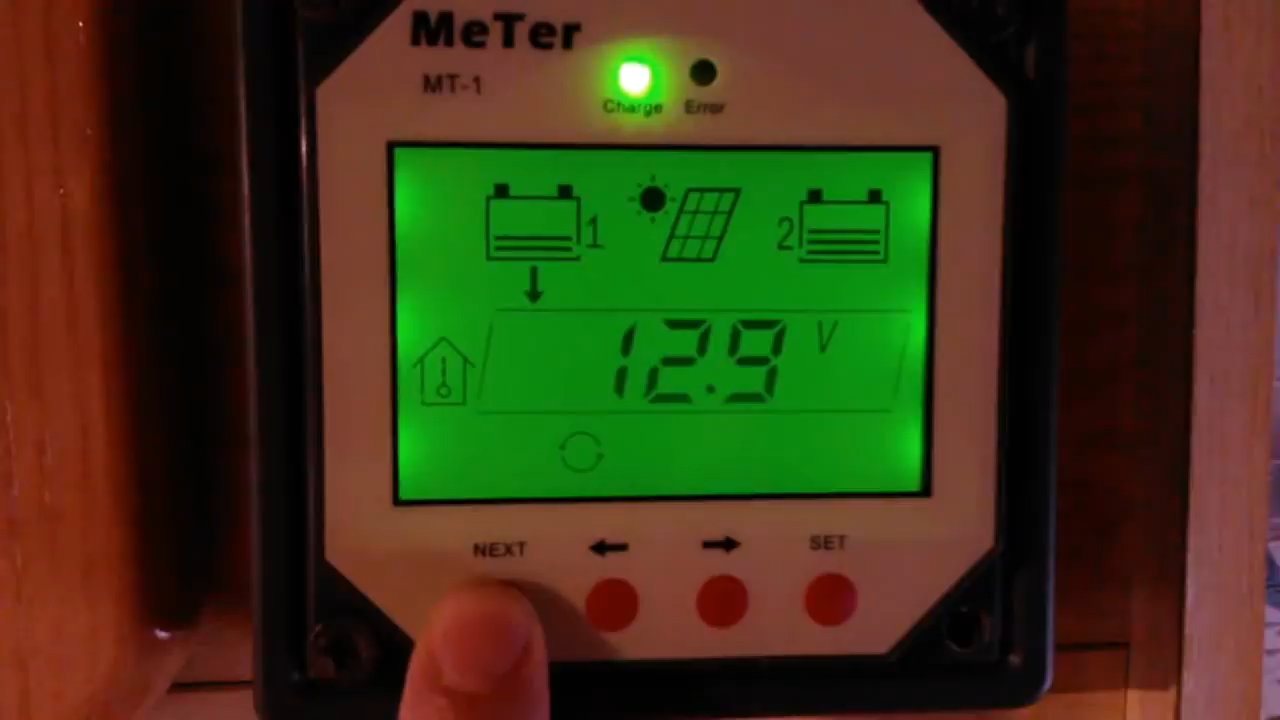 MeTer
MT-1
Charge Error
1 2
12.9 V
NEXT SET